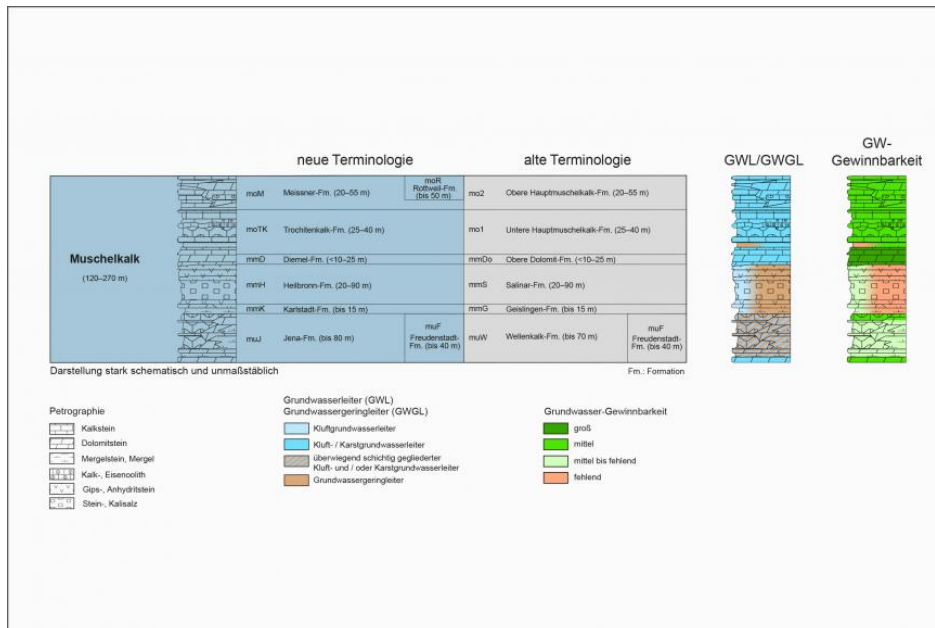 neue Terminologie
alte Terminologie
GWL/GWGL
GW-
Gewinnbarkeit
Muschelkalk
(120–270 m)
moM
Meissner-Fm. (20–55 m)
moR
Rottweil-Fm.
(bis 50 m)
mo2
Obere Hauptmuschelkalk-Fm. (20–55 m)
moTK
Trochitenkalk-Fm. (25–40 m)
mo1
Untere Hauptmuschelkalk-Fm. (25–40 m)
mmD
Diemel-Fm. (<10–25 m)
mmDo
Obere Dolomit-Fm. (<10–25 m)
mmH
Heilbronn-Fm. (20–90 m)
mmS
Salinar-Fm. (20–90 m)
mmK
Karlstadt-Fm. (bis 15 m)
mmG
Geislingen-Fm. (bis 15 m)
muJ
Jena-Fm. (bis 80 m)
muF
Freudenstadt-
Fm. (bis 40 m)
muW
Wellenkalk-Fm. (bis 70 m)
muF
Freudenstadt-
Fm. (bis 40 m)
Darstellung stark schematisch und unmaßstäblich
Fm.: Formation
Petrographie
Kalkstein
Dolomitstein
Mergelstein, Mergel
Kalk-, Eisenoolith
Gips-, Anhydritstein
Stein-, Kalisalz
Grundwasserleiter (GWL)
Grundwassergeringleiter (GWGL)
Kluftgrundwasserleiter
Kluft- / Karstgrundwasserleiter
überwiegend schichtig gegliederter
Kluft- und / oder Karstgrundwasserleiter
Grundwassergeringleiter
Grundwasser-Gewinnbarkeit
groß
mittel
mittel bis fehlend
fehlend